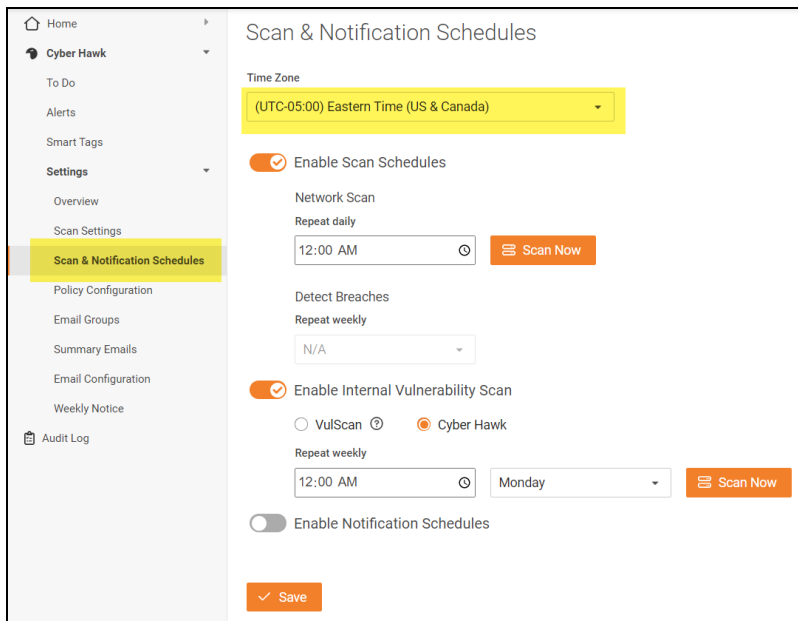 Home
Cyber Hawk
To Do
Alerts
Smart Tags
Settings
Overview
Scan Settings
Scan & Notification Schedules
Policy Configuration
Email Groups
Summary Emails
Email Configuration
Weekly Notice
Audit Log
Scan & Notification Schedules
Time Zone
(UTC-05:00) Eastern Time (US & Canada)
Enable Scan Schedules
Network Scan
Repeat daily
12:00 AM Scan Now
Detect Breaches
Repeat weekly
N/A
Enable Internal Vulnerability Scan
VulScan ? Cyber Hawk
Repeat weekly
12:00 AM Monday Scan Now
Enable Notification Schedules
Save